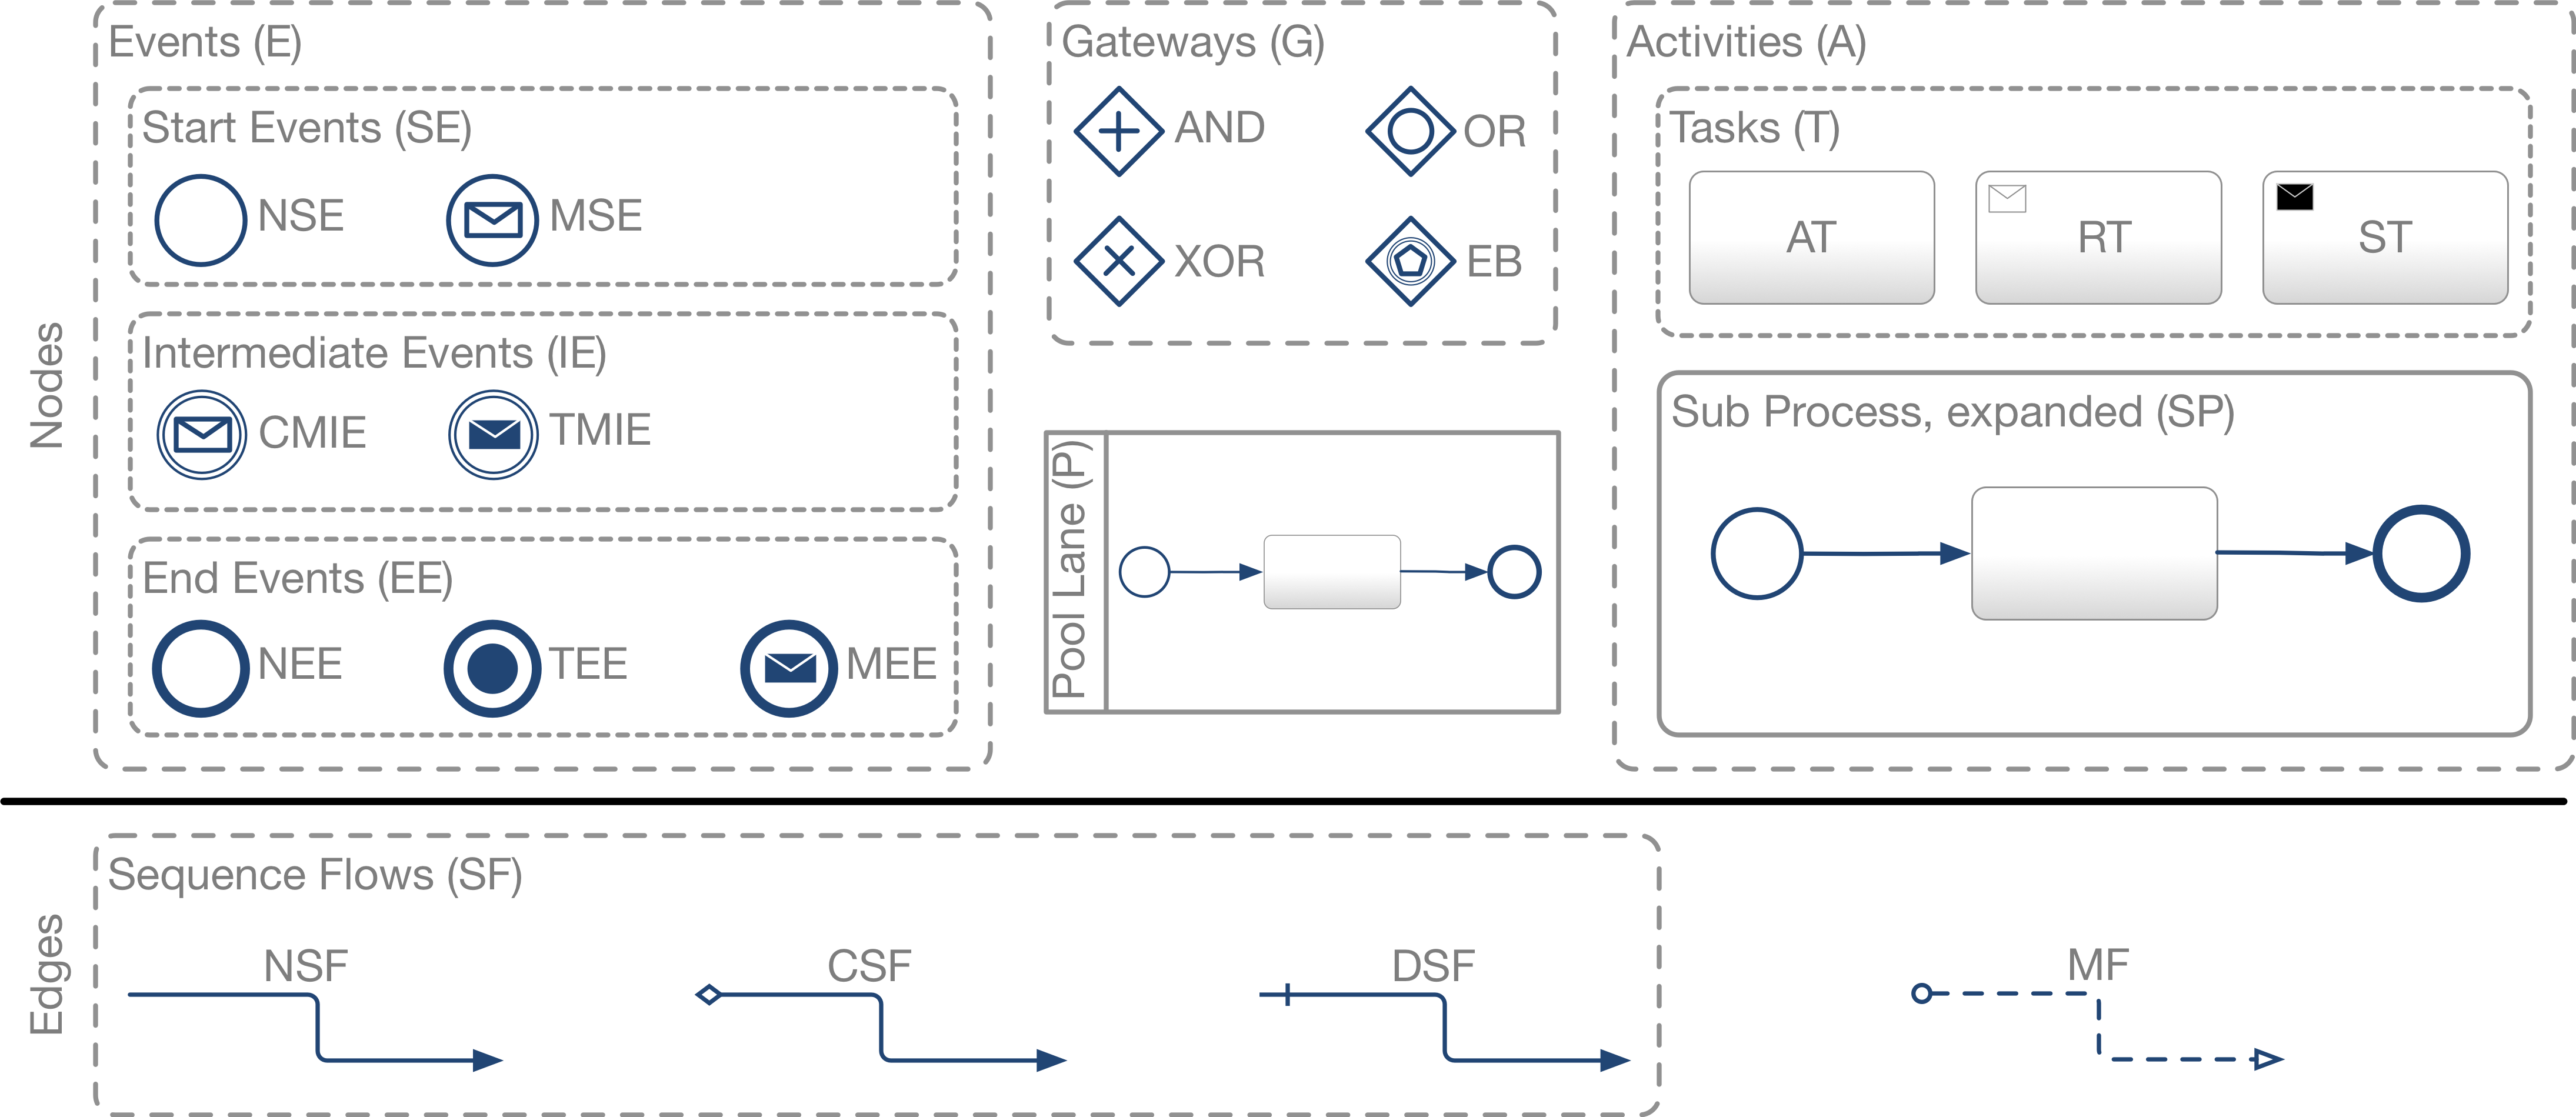 Nodes
Events (E)
Start Events (SE)
NSE
MSE
Intermediate Events (IE)
CMIE
TMIE
End Events (EE)
NEE
TEE
MEE
Gateways (G)
AND
OR
XOR
EB
Pool Lane (P)
Activities (A)
Tasks (T)
AT
RT
ST
Sub Process, expanded (SP)
Edges
Sequence Flows (SF)
NSF
CSF
DSF
MF